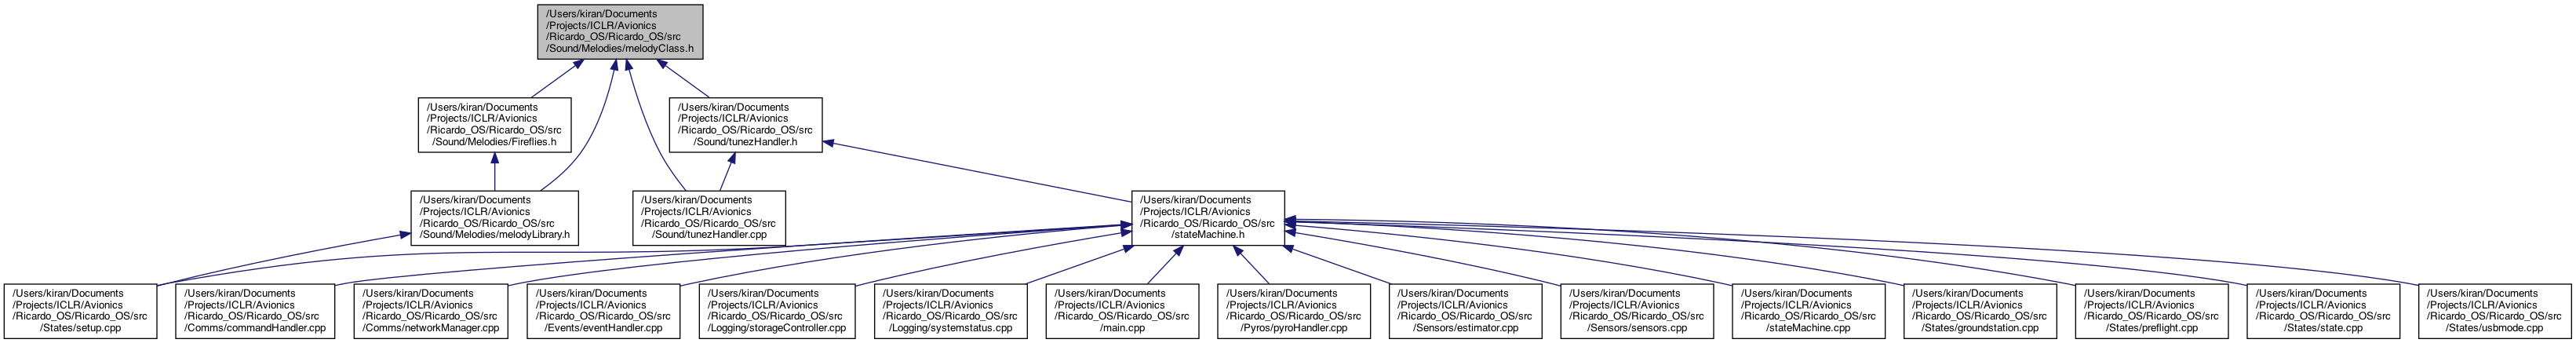 /Users/kiran/Documents
/Projects/ICLR/Avionics
/Ricardo_OS/Ricardo_OS/src
/Sound/Melodies/melodyClass.h
/Users/kiran/Documents
/Projects/ICLR/Avionics
/Ricardo_OS/Ricardo_OS/src
/Sound/Melodies/Fireflies.h
/Users/kiran/Documents
/Projects/ICLR/Avionics
/Ricardo_OS/Ricardo_OS/src
/Sound/tunezHandler.h
/Users/kiran/Documents
/Projects/ICLR/Avionics
/Ricardo_OS/Ricardo_OS/src
/Sound/Melodies/melodyLibrary.h
/Users/kiran/Documents
/Projects/ICLR/Avionics
/Ricardo_OS/Ricardo_OS/src
/Sound/tunezHandler.cpp
/Users/kiran/Documents
/Projects/ICLR/Avionics
/Ricardo_OS/Ricardo_OS/src
/stateMachine.h
/Users/kiran/Documents
/Projects/ICLR/Avionics
/Ricardo_OS/Ricardo_OS/src
/States/setup.cpp
/Users/kiran/Documents
/Projects/ICLR/Avionics
/Ricardo_OS/Ricardo_OS/src
/Comms/commandHandler.cpp
/Users/kiran/Documents
/Projects/ICLR/Avionics
/Ricardo_OS/Ricardo_OS/src
/Comms/networkManager.cpp
/Users/kiran/Documents
/Projects/ICLR/Avionics
/Ricardo_OS/Ricardo_OS/src
/Events/eventHandler.cpp
/Users/kiran/Documents
/Projects/ICLR/Avionics
/Ricardo_OS/Ricardo_OS/src
/Logging/storageController.cpp
/Users/kiran/Documents
/Projects/ICLR/Avionics
/Ricardo_OS/Ricardo_OS/src
/Logging/systemstatus.cpp
/Users/kiran/Documents
/Projects/ICLR/Avionics
/Ricardo_OS/Ricardo_OS/src
/main.cpp
/Users/kiran/Documents
/Projects/ICLR/Avionics
/Ricardo_OS/Ricardo_OS/src
/Pyros/pyroHandler.cpp
/Users/kiran/Documents
/Projects/ICLR/Avionics
/Ricardo_OS/Ricardo_OS/src
/Sensors/estimator.cpp
/Users/kiran/Documents
/Projects/ICLR/Avionics
/Ricardo_OS/Ricardo_OS/src
/Sensors/sensors.cpp
/Users/kiran/Documents
/Projects/ICLR/Avionics
/Ricardo_OS/Ricardo_OS/src
/stateMachine.cpp
/Users/kiran/Documents
/Projects/ICLR/Avionics
/Ricardo_OS/Ricardo_OS/src
/States/groundstation.cpp
/Users/kiran/Documents
/Projects/ICLR/Avionics
/Ricardo_OS/Ricardo_OS/src
/States/preflight.cpp
/Users/kiran/Documents
/Projects/ICLR/Avionics
/Ricardo_OS/Ricardo_OS/src
/States/state.cpp
/Users/kiran/Documents
/Projects/ICLR/Avionics
/Ricardo_OS/Ricardo_OS/src
/States/usbmode.cpp